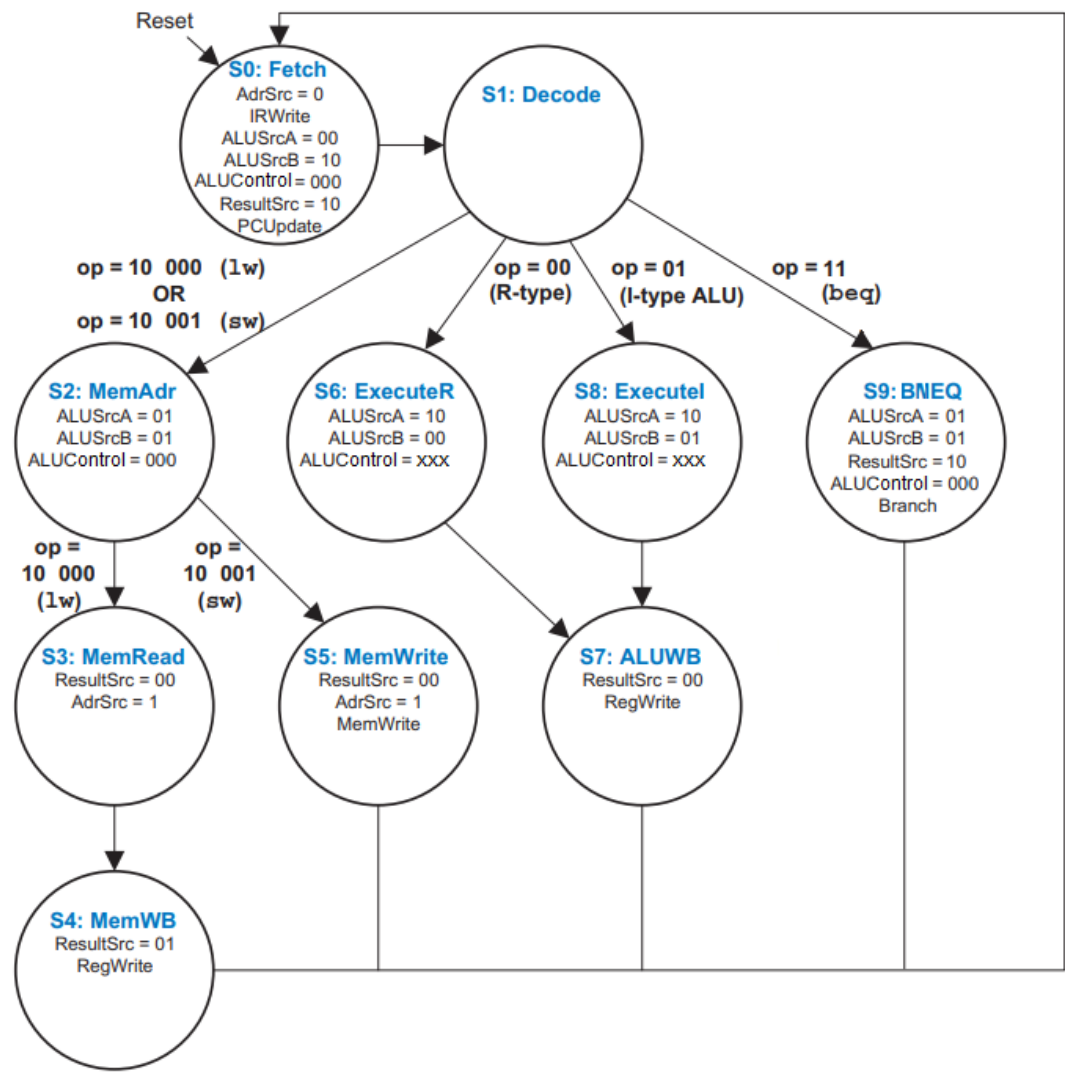 Reset
S0: Fetch
AdrSrc = 0
IRWrite
ALUSrcA = 00
ALUSrcB = 10
ALUControl = 000
ResultSrc = 10
PCUpdate
S1: Decode
op = 10 000 (lw)
OR
op = 10 001 (sw)
op = 00
(R-type)
op = 01
(I-type ALU)
op = 11
(beq)
S2: MemAdr
ALUSrcA = 01
ALUSrcB = 01
ALUControl = 000
S6: ExecuteR
ALUSrcA = 10
ALUSrcB = 00
ALUControl = xxx
S8: ExecuteI
ALUSrcA = 10
ALUSrcB = 01
ALUControl = xxx
S9: BNEQ
ALUSrcA = 01
ALUSrcB = 01
ResultSrc = 10
ALUControl = 000
Branch
op =
10 000
(lw)
op =
10 001
(sw)
S3: MemRead
ResultSrc = 00
AdrSrc = 1
S5: MemWrite
ResultSrc = 00
AdrSrc = 1
MemWrite
S7: ALUWB
ResultSrc = 00
RegWrite
S4: MemWB
ResultSrc = 01
RegWrite